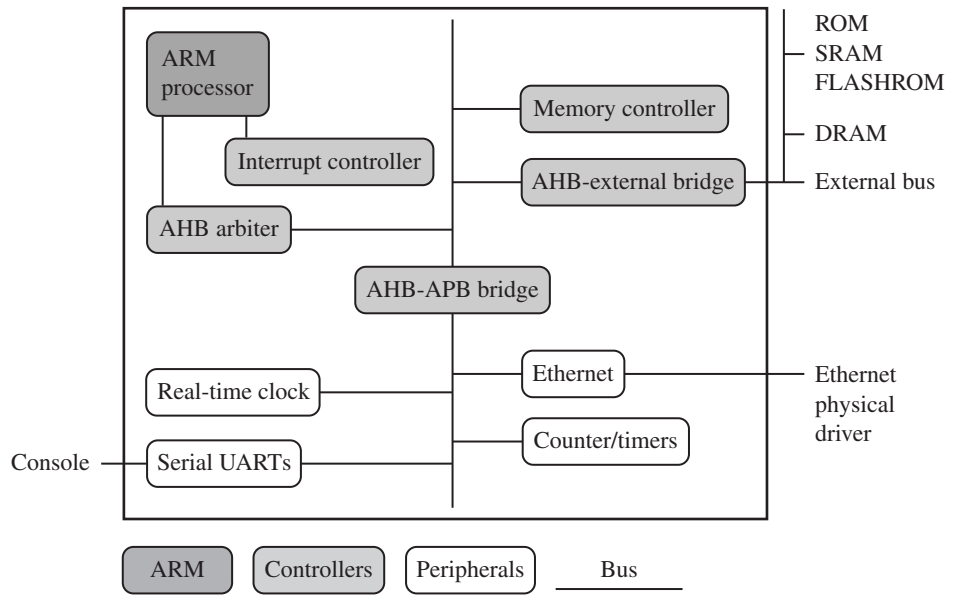 ARM
processor
Interrupt controller
AHB arbiter
Memory controller
AHB-external bridge
ROM
SRAM
FLASHROM
DRAM
External bus
AHB-APB bridge
Real-time clock
Ethernet
Ethernet
physical
driver
Console
Serial UARTs
Counter/timers
ARM
Controllers
Peripherals
Bus